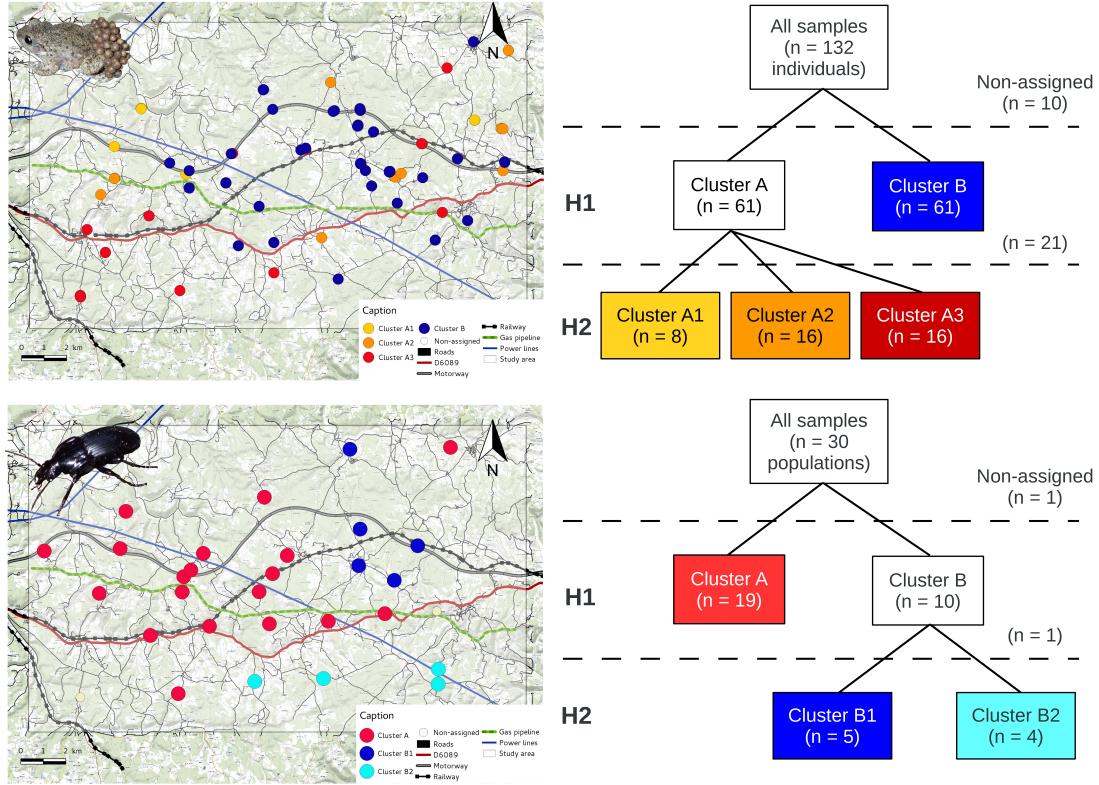 N
Caption
Cluster A1
Cluster A2
Cluster A3
Cluster B
Non-assigned
Roads
D6089
Motorway
Railway
Gas pipeline
Power lines
Study area
0 1 2 km
All samples
(n = 132
individuals)
Non-assigned
(n = 10)
H1
Cluster A
(n = 61)
Cluster B
(n = 61)
(n = 21)
H2
Cluster A1
(n = 8)
Cluster A2
(n = 16)
Cluster A3
(n = 16)
N
Caption
Cluster A
Cluster B1
Cluster B2
Non-assigned
Roads
D6089
Motorway
Railway
Gas pipeline
Power lines
Study area
0 1 2 km
All samples
(n = 30
populations)
Non-assigned
(n = 1)
H1
Cluster A
(n = 19)
Cluster B
(n = 10)
(n = 1)
H2
Cluster B1
(n = 5)
Cluster B2
(n = 4)